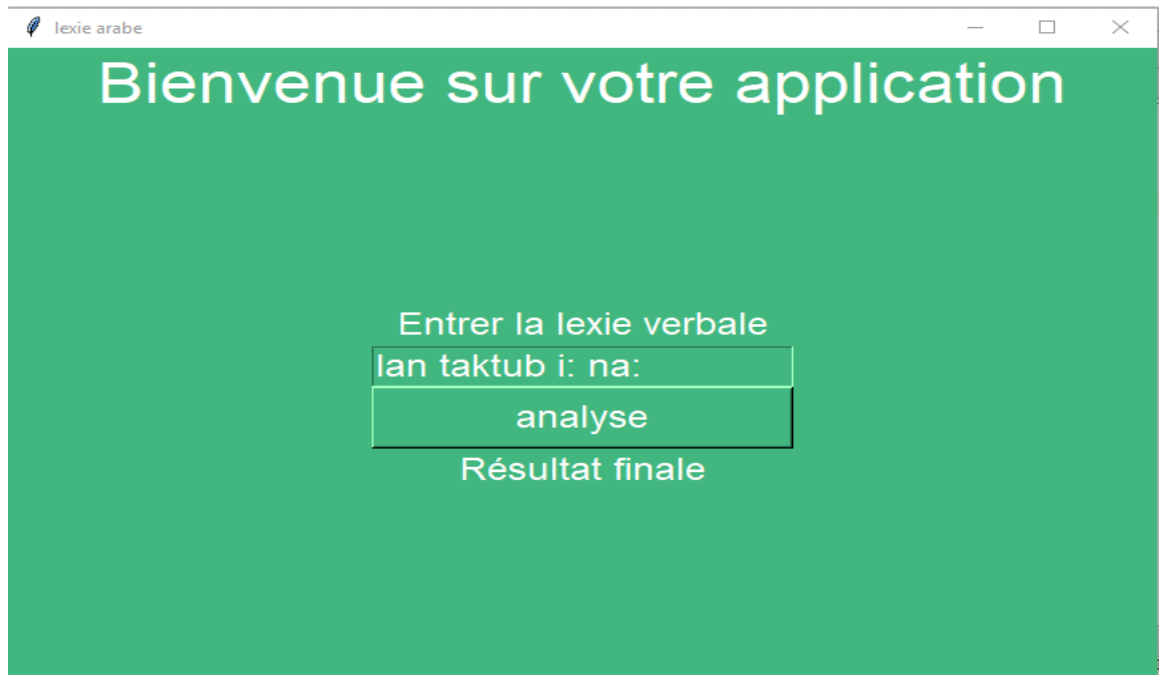 lexie arabe
Bienvenue sur votre application
Entrer la lexie verbale
lan taktub i: na:
analyse
Résultat finale